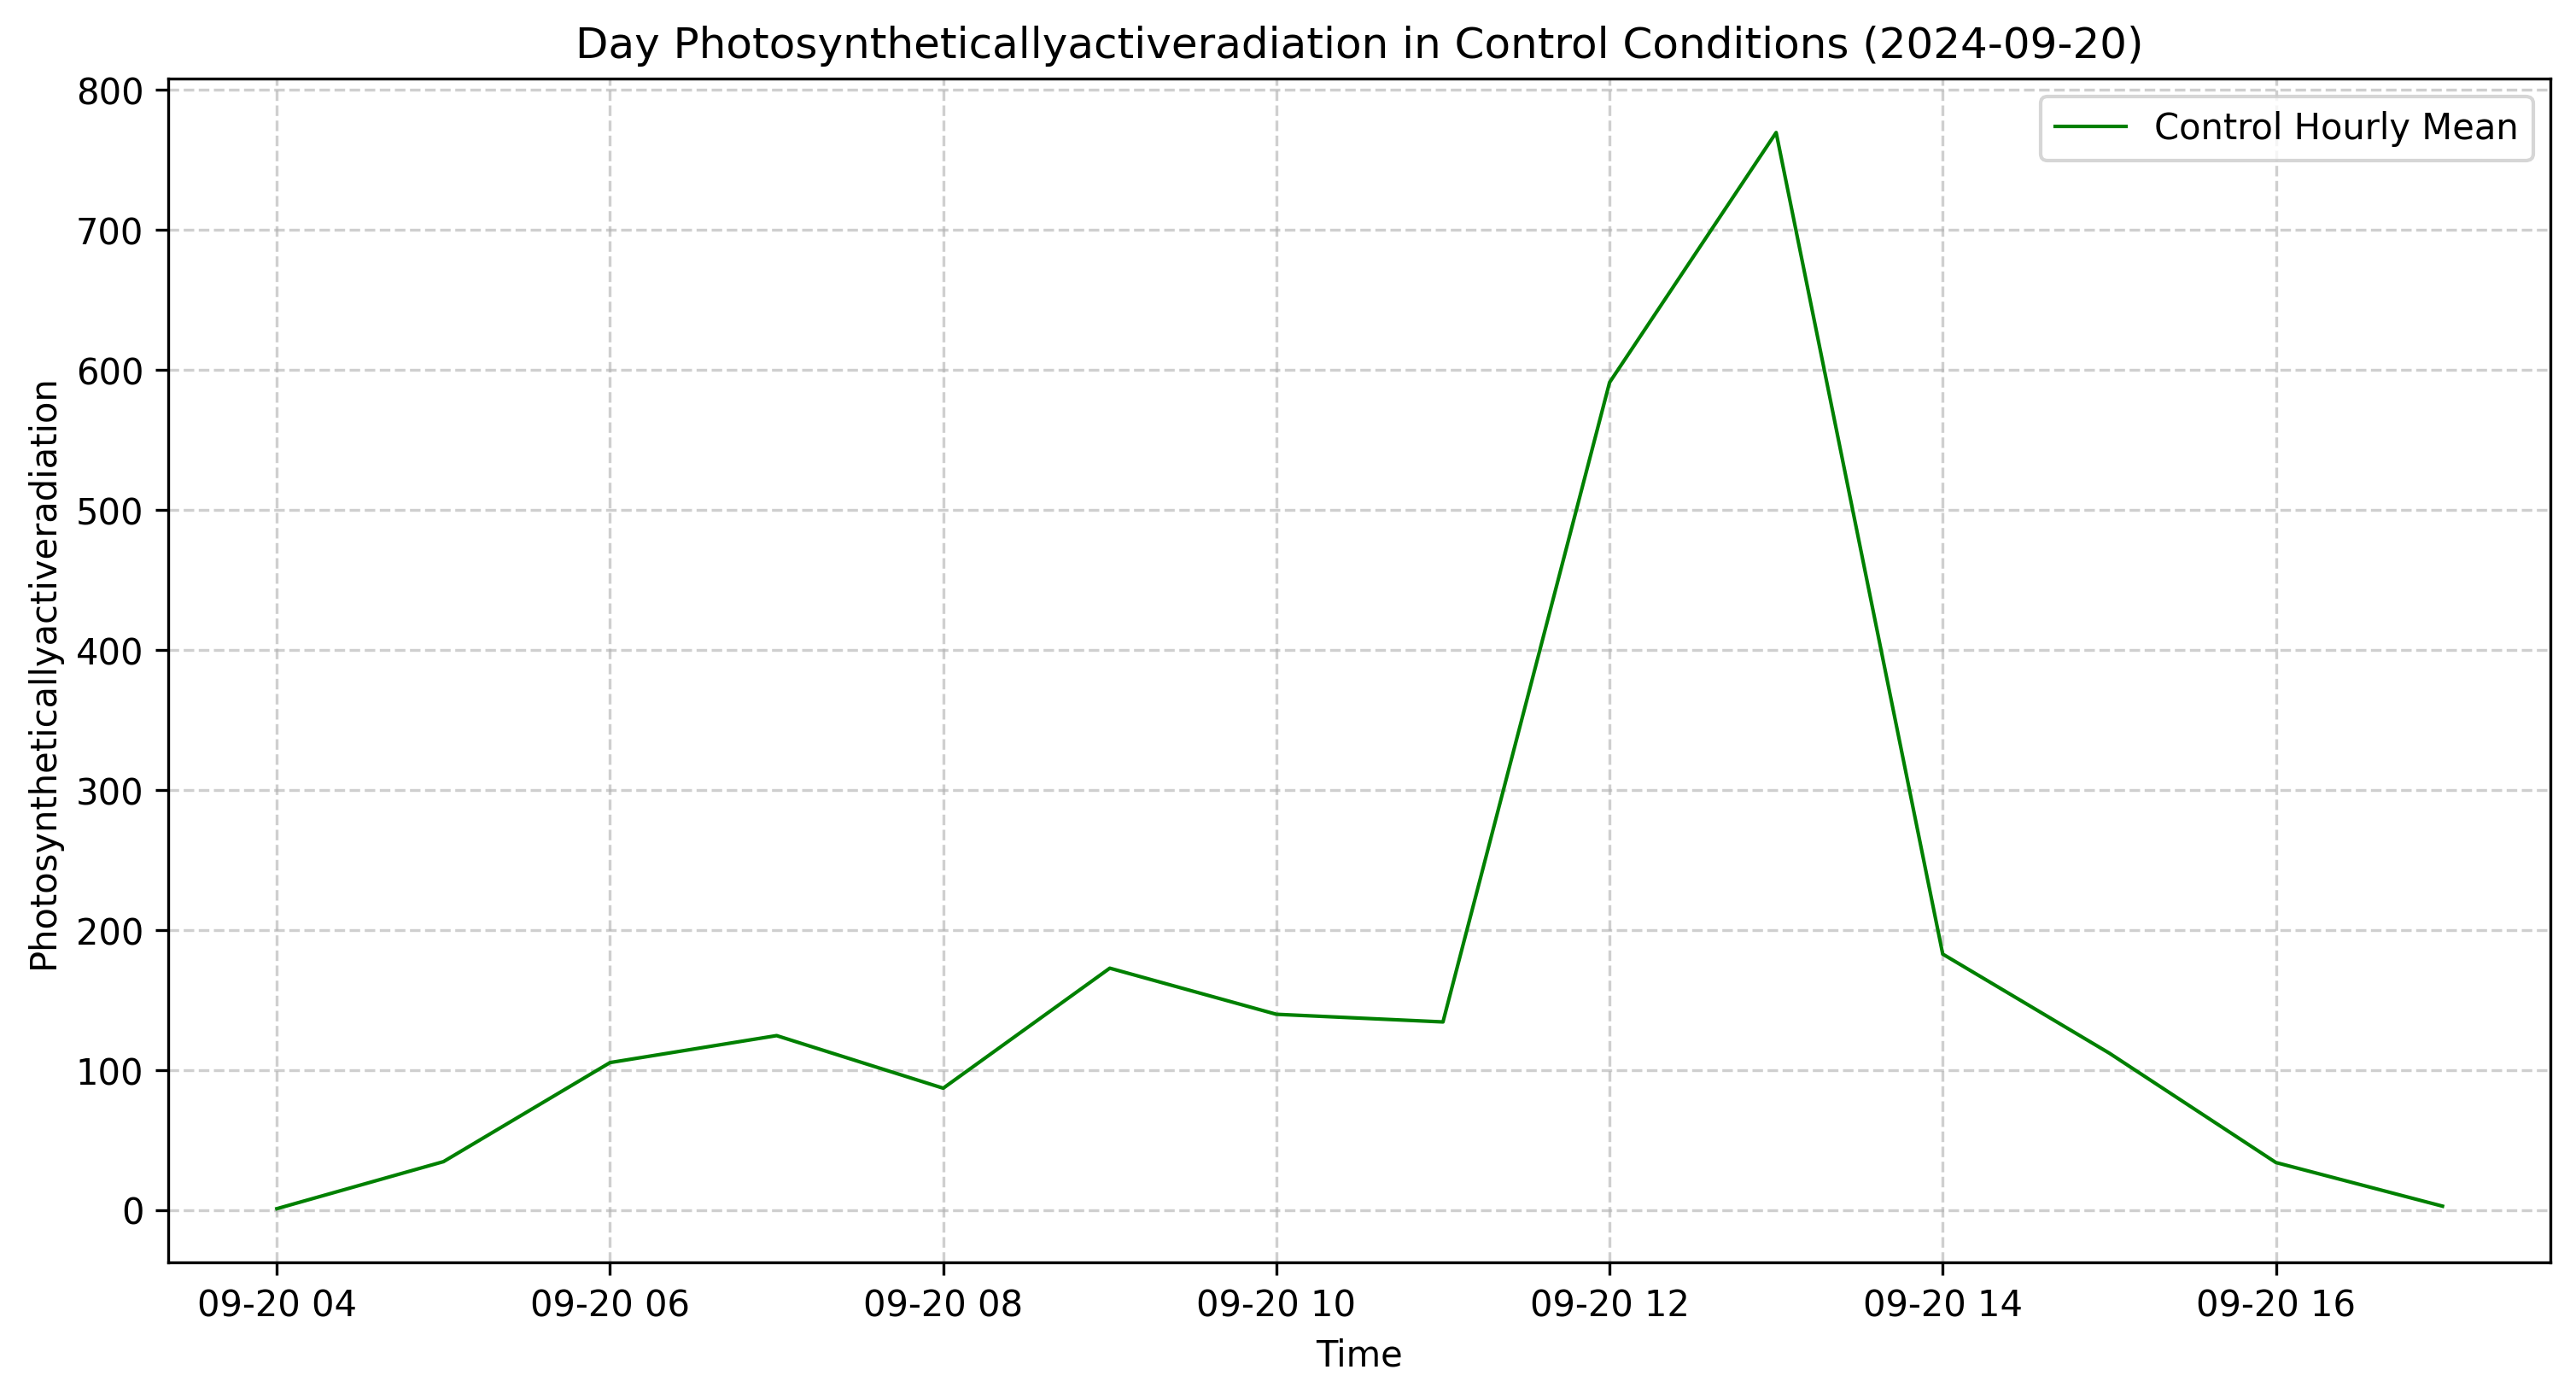 Day Photosyntheticallyactiveradiation in Control Conditions (2024-09-20)
Control Hourly Mean
Photosyntheticallyactiveradiation
800
700
600
500
400
300
200
100
0
09-20 04 09-20 06 09-20 08 09-20 10 09-20 12 09-20 14 09-20 16
Time